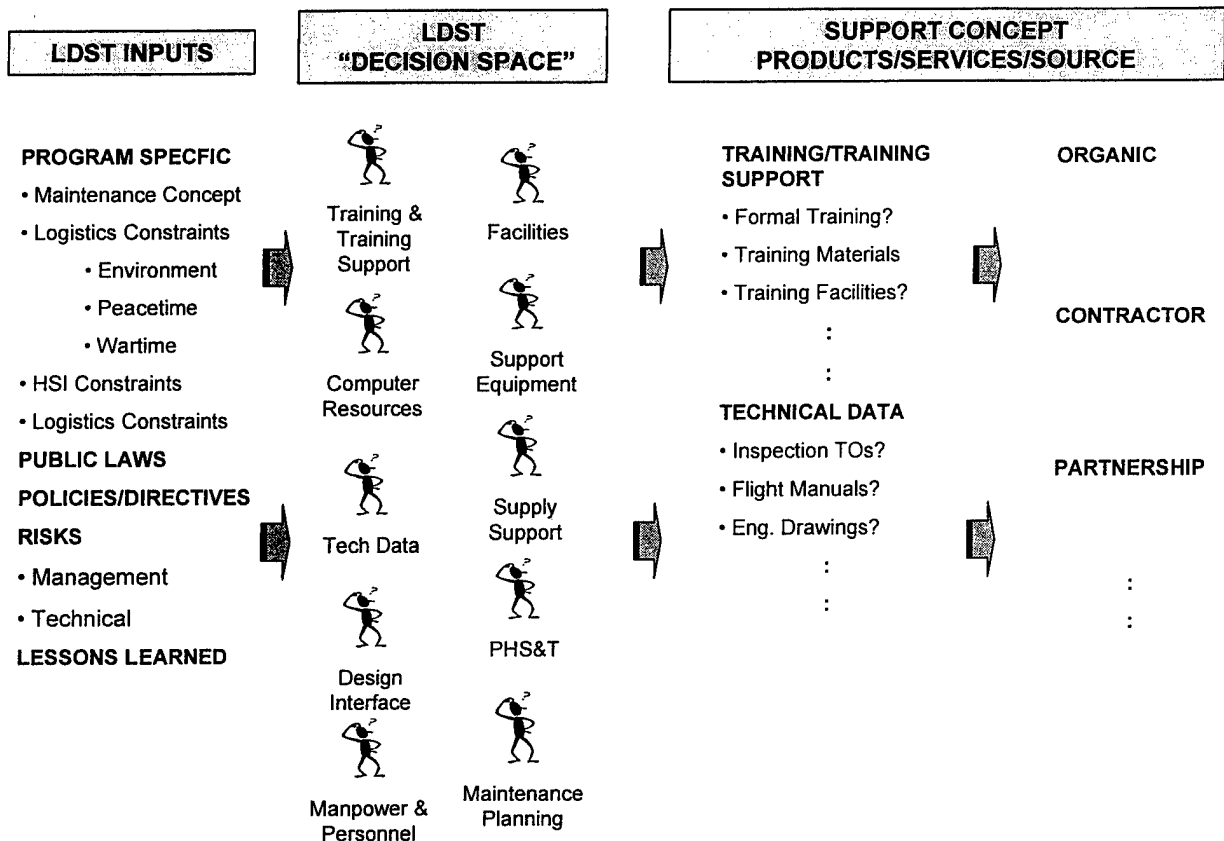 LDST INPUTS
LDST
“DECISION SPACE”
SUPPORT CONCEPT
PRODUCTS/SERVICES/SOURCE
PROGRAM SPECFIC
• Maintenance Concept
• Logistics Constraints
• Environment
• Peacetime
• Wartime
• HSI Constraints
• Logistics Constraints
PUBLIC LAWS
POLICIES/DIRECTIVES
RISKS
• Management
• Technical
LESSONS LEARNED
?
Training &
Training
Support
?
Computer
Resources
?
Tech Data
?
Design
Interface
?
Manpower &
Personnel
?
Facilities
?
Support
Equipment
?
Supply
Support
?
PHS&T
?
Maintenance
Planning
TRAINING/TRAINING
SUPPORT
• Formal Training?
• Training Materials
• Training Facilities?
:
:
TECHNICAL DATA
• Inspection TOs?
• Flight Manuals?
• Eng. Drawings?
:
:
ORGANIC
CONTRACTOR
PARTNERSHIP
:
: